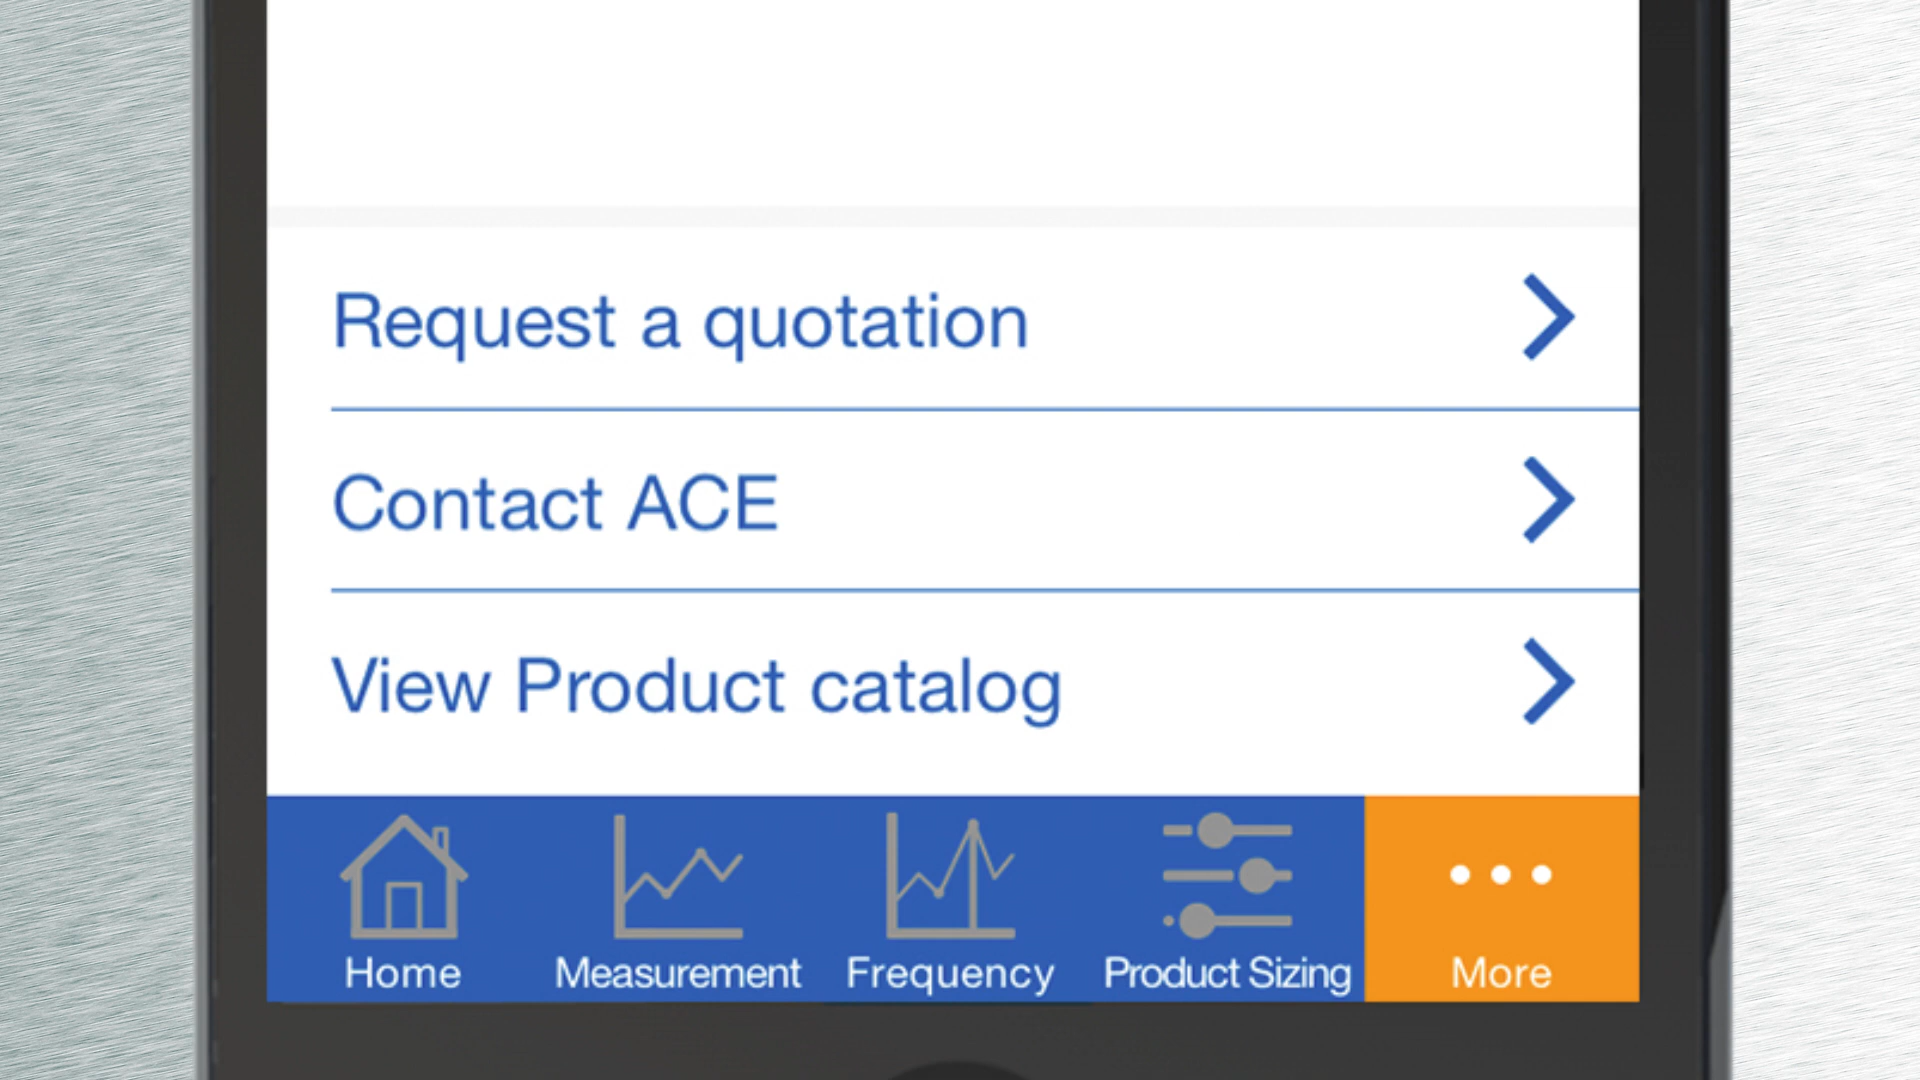 Request a quotation
Contact ACE
View Product catalog
Home Measurement Frequency Product Sizing More